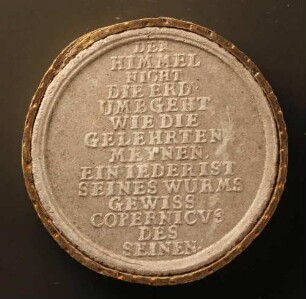 DER
HIMMEL
NICHT
DIE ERD
UMBGEHT
WIE DIE
GELEHRTEN
MEYNEN.
EIN IEDER IST
SEINES WURMS
GEWISS
COPERNICVS
DES
SEINEN.